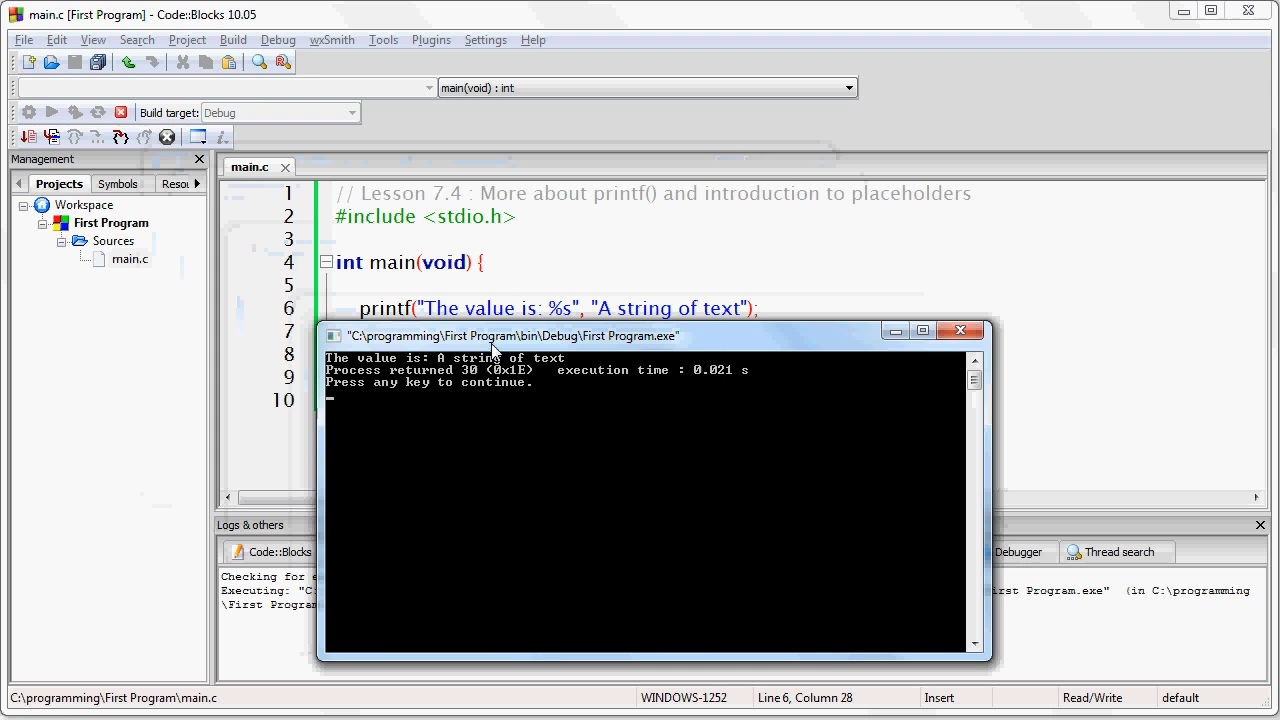 main.c [First Program] - Code::Blocks 10.05
File Edit View Search Project Build Debug wxSmith Tools Plugins Settings Help
main(void) : int
Build target: Debug
Management
main.c
Projects Symbols Resou
Workspace
First Program
Sources
main.c
1 // Lesson 7.4 : More about printf() and introduction to placeholders
2 #include <stdio.h>
3
4 int main(void) {
5
6 printf("The value is: %s", "A string of text");
7
8
9
10
"C:\programming\First Program\bin\Debug\First Program.exe"
The value is: A string of text
Process returned 30 (0x1E) execution time : 0.021 s
Press any key to continue.
Logs & others
Code::Blocks Debugger Thread search
Checking for e
Executing: "C: irst Program.exe" (in C:\programming
\First Program
C:\programming\First Program\main.c WINDOWS-1252 Line 6, Column 28 Insert Read/Write default